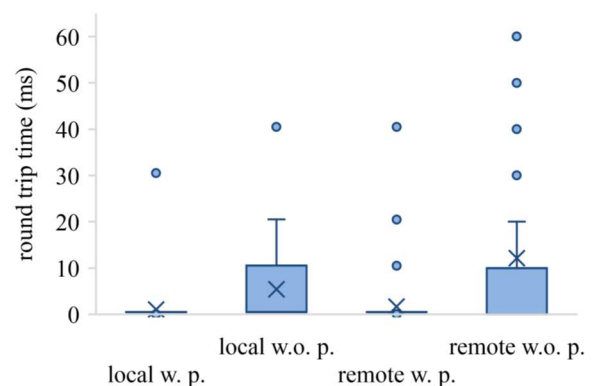 round trip time (ms)
60
50
40
30
20
10
0
local w.o. p.
remote w.o. p.
local w. p.
remote w. p.